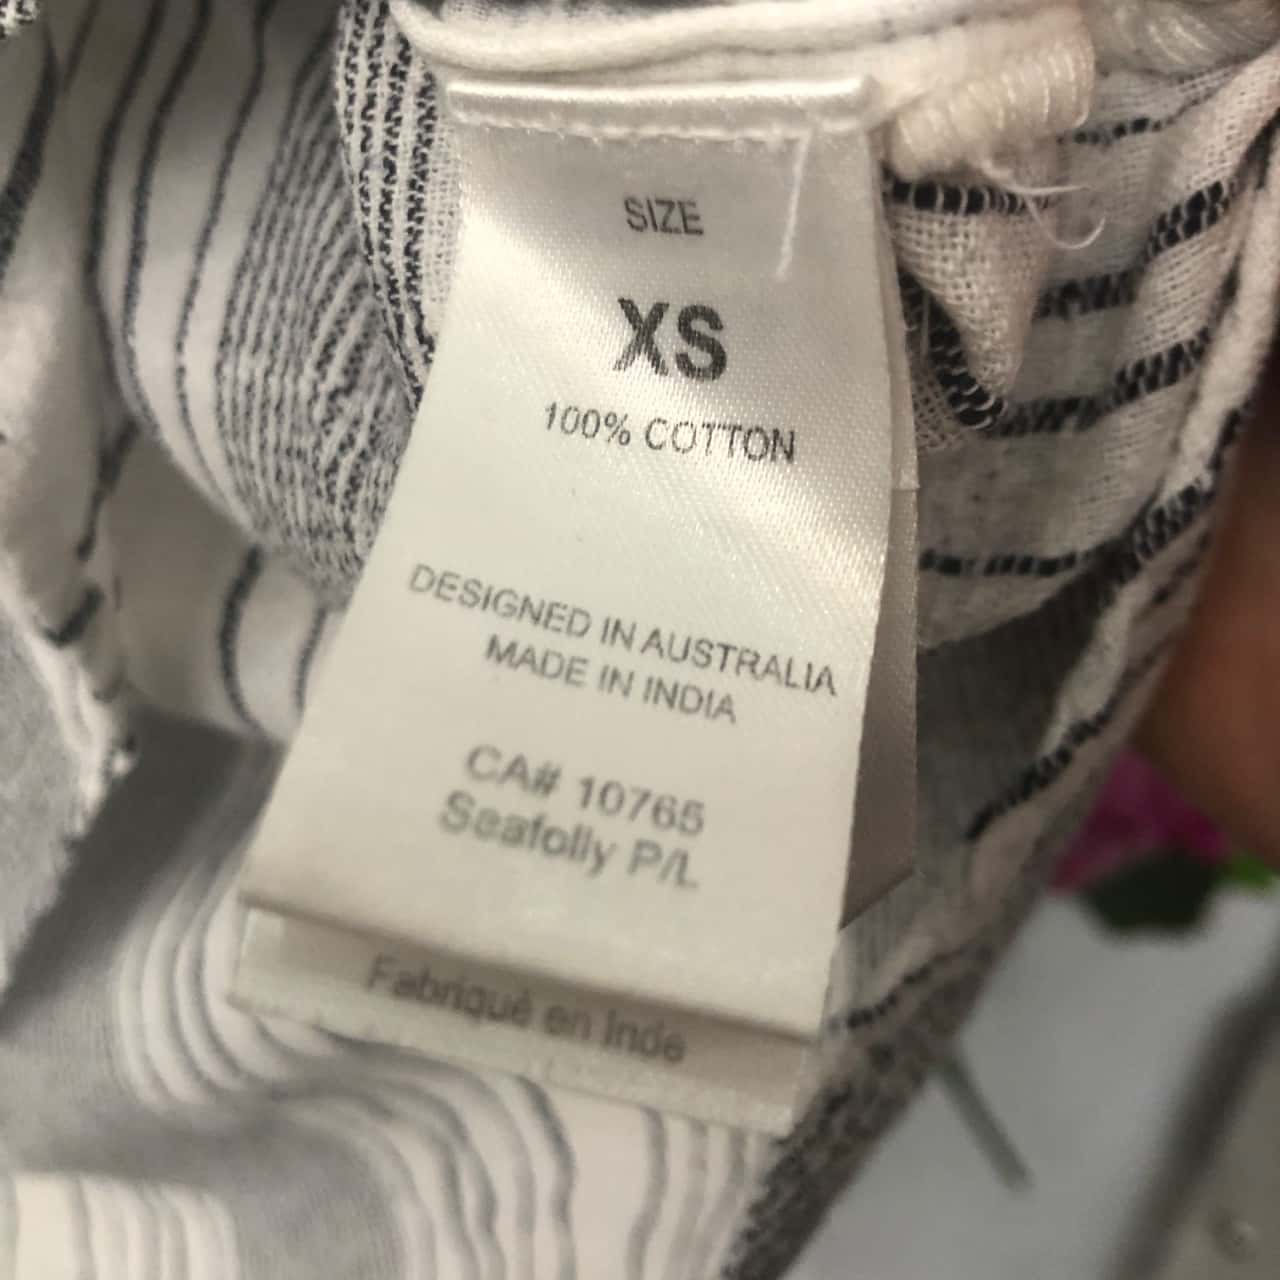 SIZE
XS
100% COTTON
DESIGNED IN AUSTRALIA
MADE IN INDIA
CA# 10765
Seafolly P/L
Fabriqué en Inde